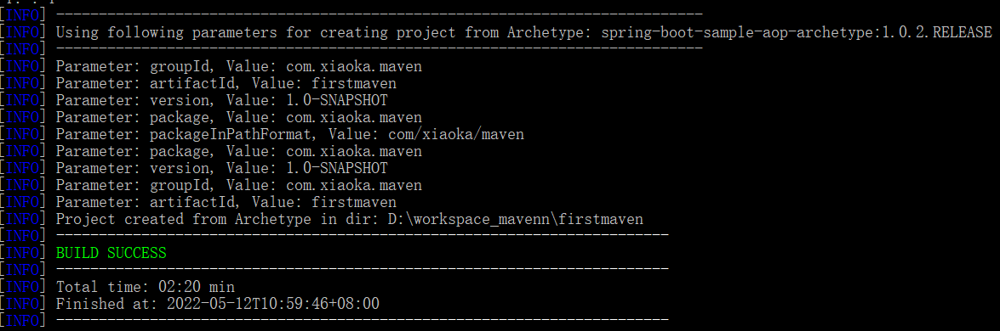 [INFO] ----------------------------------------------------------------------------
[INFO] Using following parameters for creating project from Archetype: spring-boot-sample-aop-archetype:1.0.2.RELEASE
[INFO] ----------------------------------------------------------------------------
[INFO] Parameter: groupId, Value: com.xiaoka.maven
[INFO] Parameter: artifactId, Value: firstmaven
[INFO] Parameter: version, Value: 1.0-SNAPSHOT
[INFO] Parameter: package, Value: com.xiaoka.maven
[INFO] Parameter: packageInPathFormat, Value: com/xiaoka/maven
[INFO] Parameter: package, Value: com.xiaoka.maven
[INFO] Parameter: version, Value: 1.0-SNAPSHOT
[INFO] Parameter: groupId, Value: com.xiaoka.maven
[INFO] Parameter: artifactId, Value: firstmaven
[INFO] Project created from Archetype in dir: D:\workspace_mavenn\firstmaven
[INFO] ------------------------------------------------------------------------
[INFO] BUILD SUCCESS
[INFO] ------------------------------------------------------------------------
[INFO] Total time: 02:20 min
[INFO] Finished at: 2022-05-12T10:59:46+08:00
[INFO] ------------------------------------------------------------------------